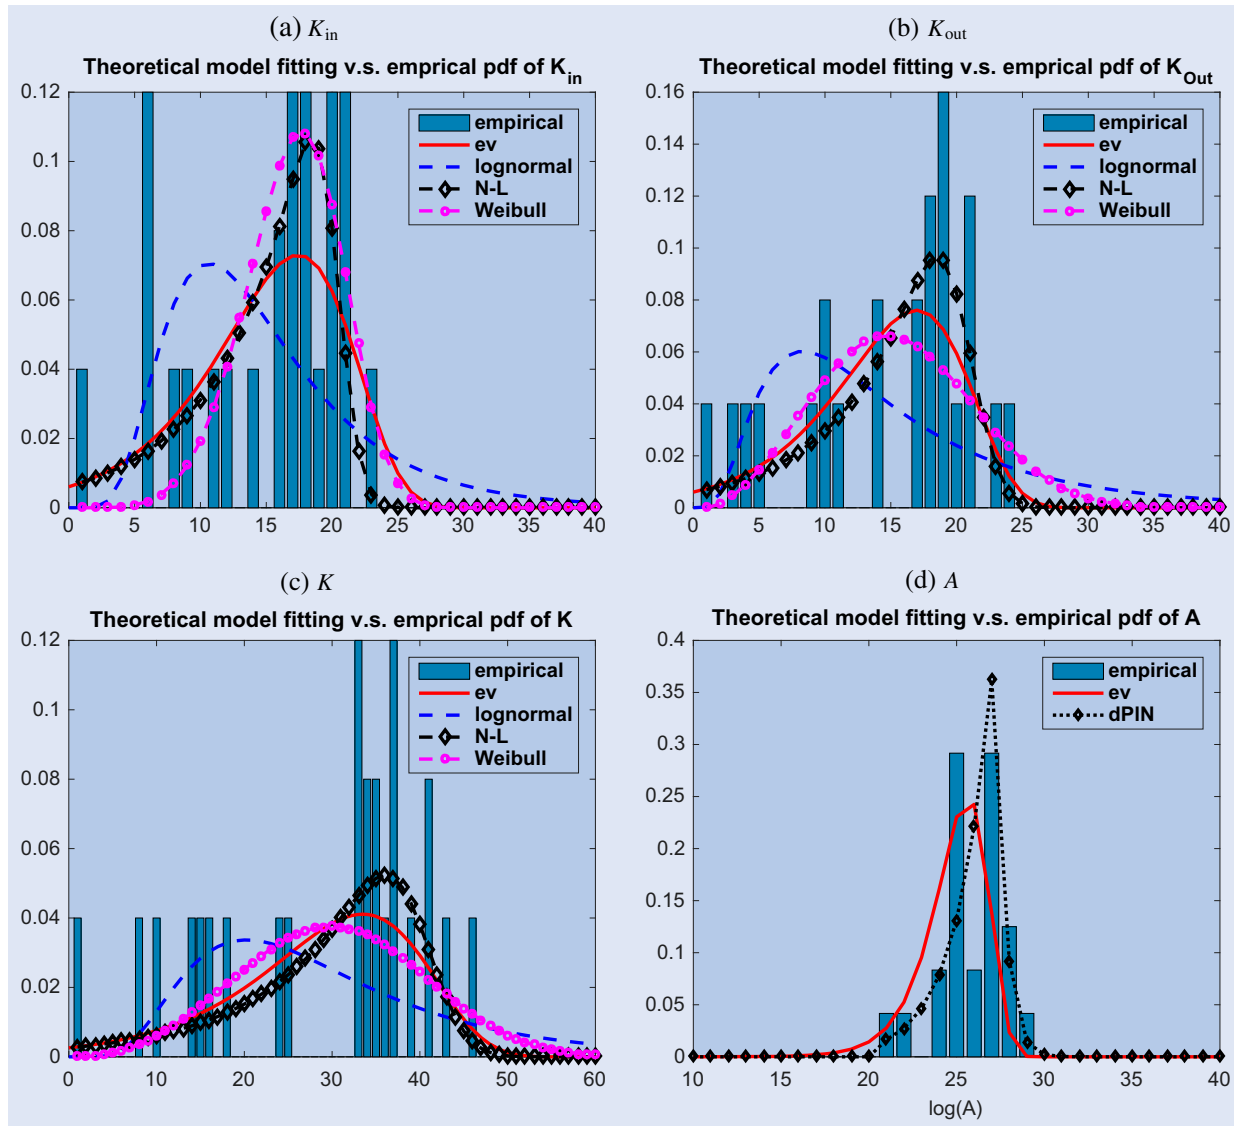 (a) K_in
Theoretical model fitting v.s. emprical pdf of K_in
0.12
0.1
0.08
0.06
0.04
0.02
0
0 5 10 15 20 25 30 35 40
empirical
ev
lognormal
N-L
Weibull
(b) K_out
Theoretical model fitting v.s. emprical pdf of K_Out
0.16
0.14
0.12
0.1
0.08
0.06
0.04
0.02
0
0 5 10 15 20 25 30 35 40
empirical
ev
lognormal
N-L
Weibull
(c) K
Theoretical model fitting v.s. emprical pdf of K
0.12
0.1
0.08
0.06
0.04
0.02
0
0 10 20 30 40 50 60
empirical
ev
lognormal
N-L
Weibull
(d) A
Theoretical model fitting v.s. empirical pdf of A
0.4
0.35
0.3
0.25
0.2
0.15
0.1
0.05
0
10 15 20 25 30 35 40
log(A)
empirical
ev
dPIN